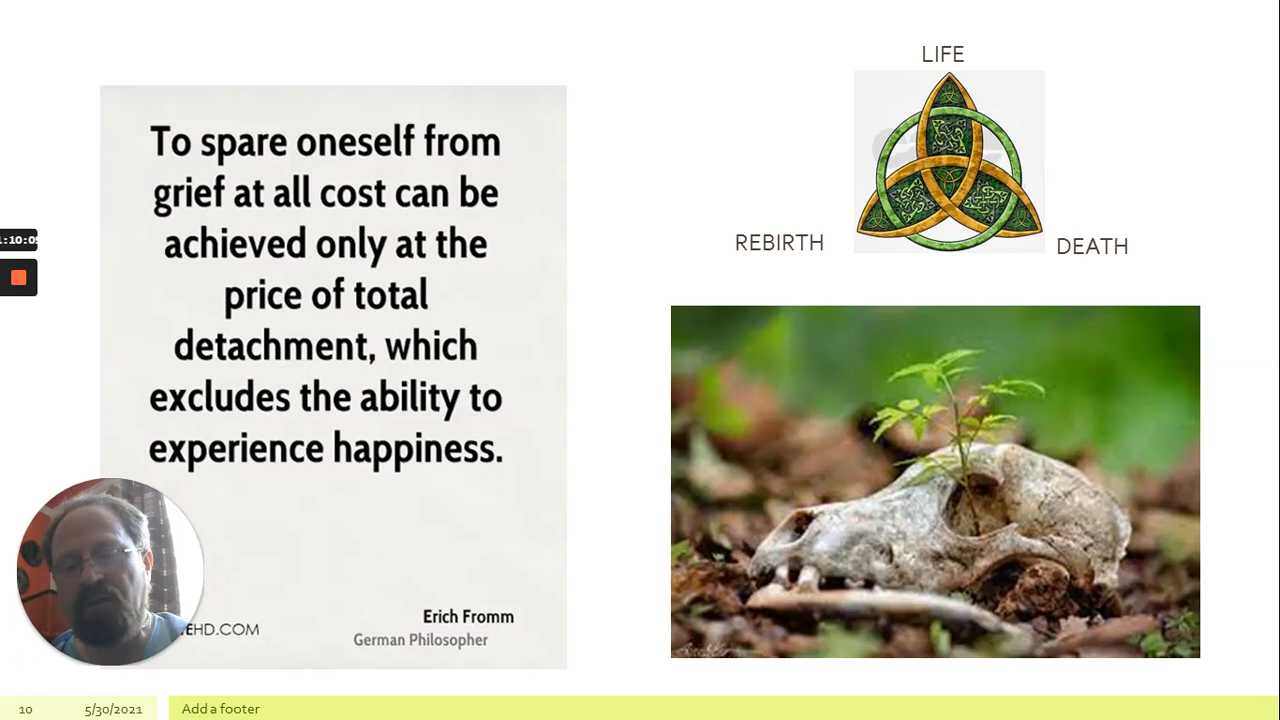 LIFE
To spare oneself from
grief at all cost can be
achieved only at the
price of total
detachment, which
excludes the ability to
experience happiness.
REBIRTH
DEATH
Erich Fromm
EHD.COM
German Philosopher
10
5/30/2021
Add a footer